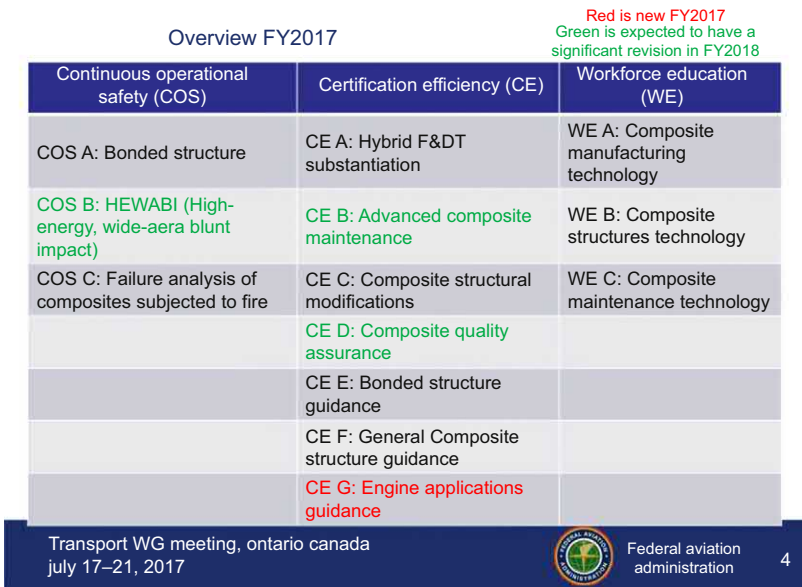 Overview FY2017
Red is new FY2017
Green is expected to have a
significant revision in FY2018
Continuous operational
safety (COS)
Certification efficiency (CE)
Workforce education
(WE)
COS A: Bonded structure
CE A: Hybrid F&DT
substantiation
WE A: Composite
manufacturing
technology
COS B: HEWABI (High-
energy, wide-aera blunt
impact)
CE B: Advanced composite
maintenance
WE B: Composite
structures technology
COS C: Failure analysis of
composites subjected to fire
CE C: Composite structural
modifications
WE C: Composite
maintenance technology
CE D: Composite quality
assurance
CE E: Bonded structure
guidance
CE F: General Composite
structure guidance
CE G: Engine applications
guidance
Transport WG meeting, ontario canada
july 17–21, 2017
FEDERAL AVIATION
ADMINISTRATION
Federal aviation
administration
4